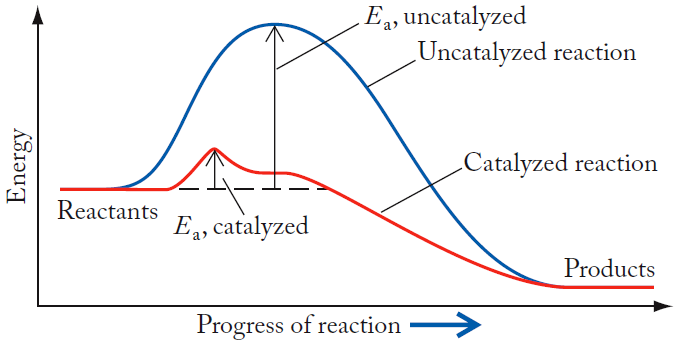 Eₐ, uncatalyzed
Uncatalyzed reaction
Energy
Catalyzed reaction
Reactants
Eₐ, catalyzed
Products
Progress of reaction